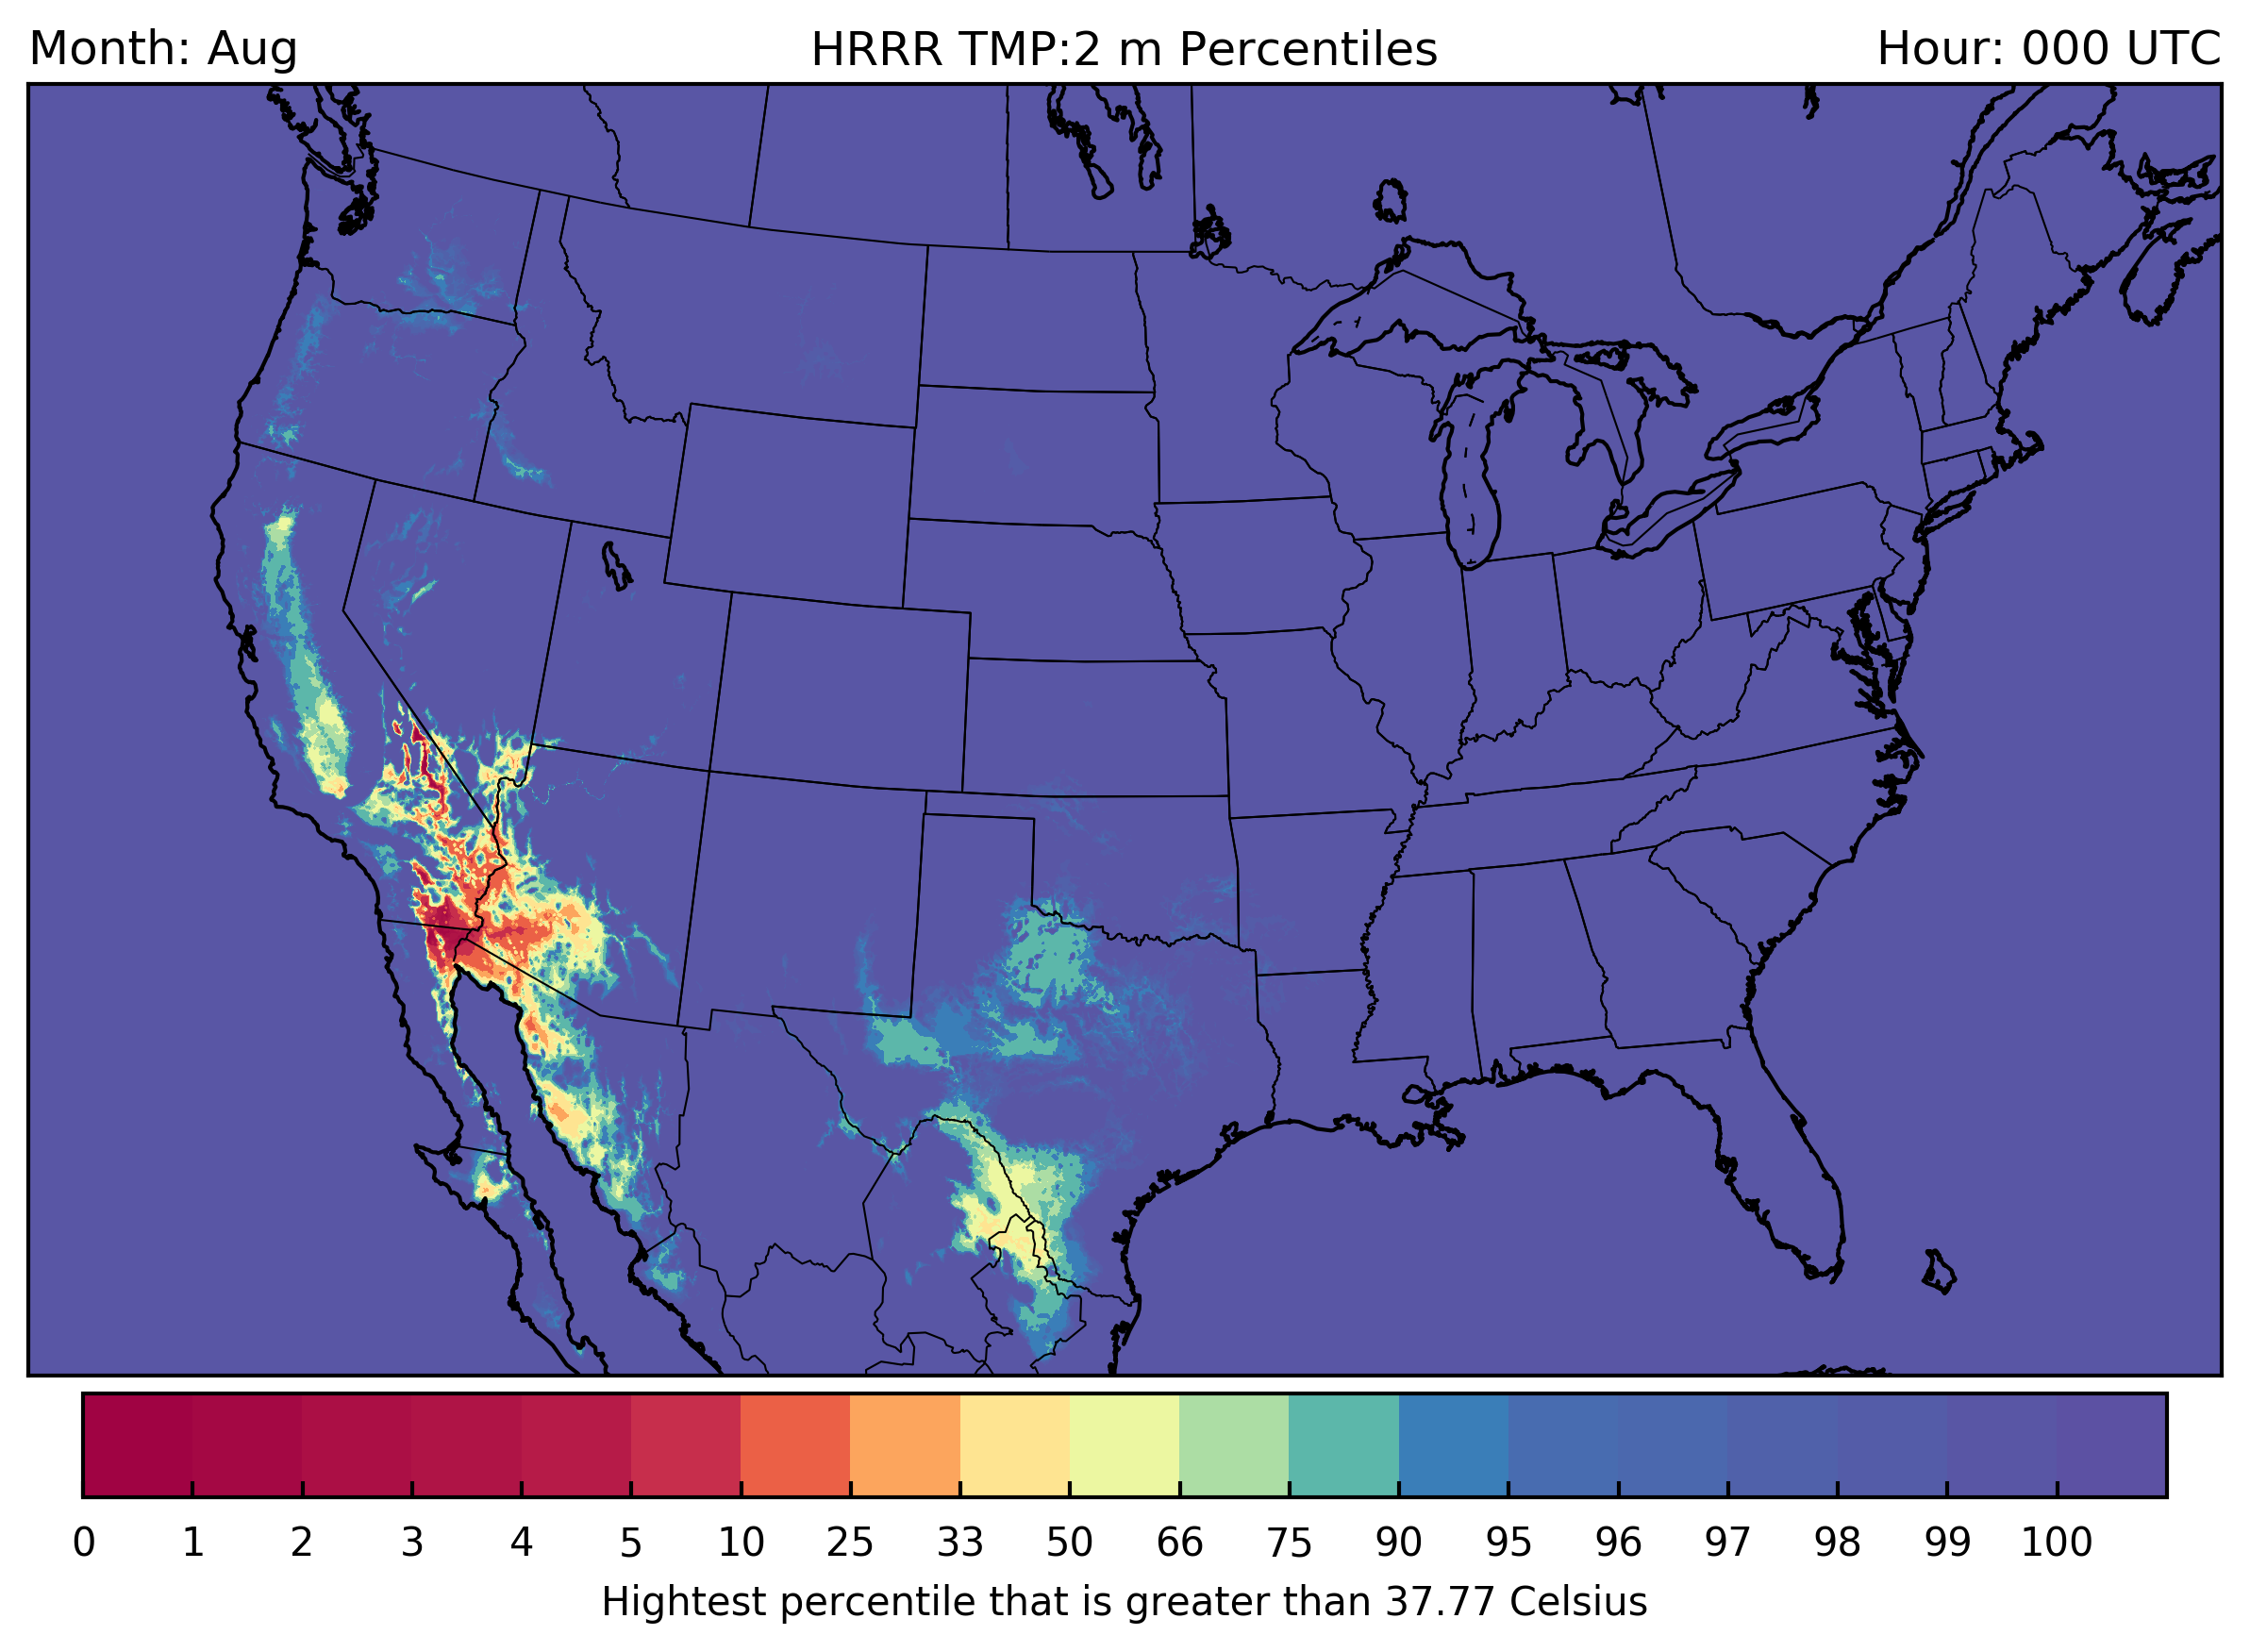 Month: Aug
HRRR TMP:2 m Percentiles
Hour: 000 UTC
0 1 2 3 4 5 10 25 33 50 66 75 90 95 96 97 98 99 100
Hightest percentile that is greater than 37.77 Celsius